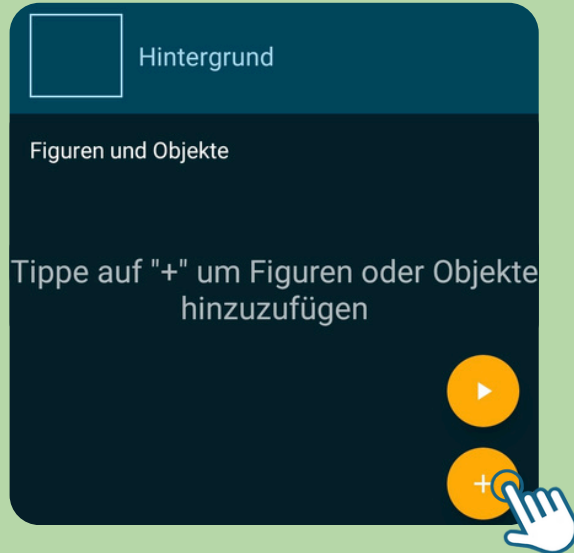 Hintergrund
Figuren und Objekte
Tippe auf "+" um Figuren oder Objekte
hinzuzufügen